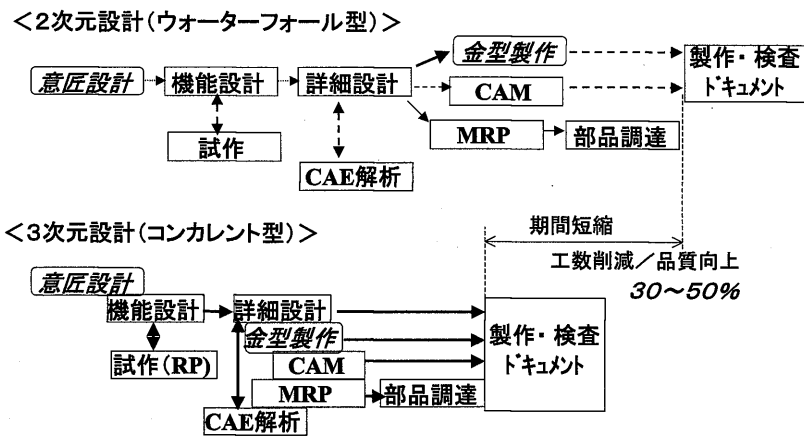 ＜2次元設計(ウォーターフォール型)＞
意匠設計
機能設計
詳細設計
金型製作
製作・検査
ドキュメント
CAM
試作
MRP
部品調達
CAE解析
＜3次元設計(コンカレント型)＞
期間短縮
工数削減／品質向上
30～50%
意匠設計
機能設計
詳細設計
金型製作
製作・検査
ドキュメント
試作(RP)
CAM
MRP
部品調達
CAE解析